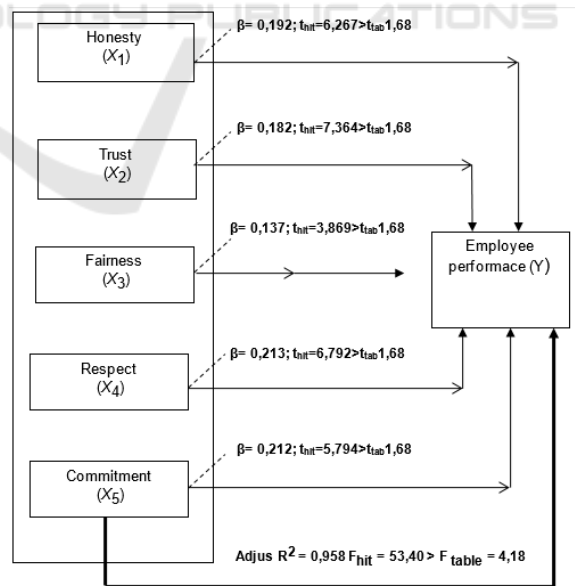 OLOGY PUBLICATIONS
β= 0,192; thit=6,267>ttab1,68
Honesty
(X1)
β= 0,182; thit=7,364>ttab1,68
Trust
(X2)
β= 0,137; thit=3,869>ttab1,68
Fairness
(X3)
Employee
performace (Y)
β= 0,213; thit=6,792>ttab1,68
Respect
(X4)
β= 0,212; thit=5,794>ttab1,68
Commitment
(X5)
Adjus R2 = 0,958 Fhit = 53,40 > F table = 4,18